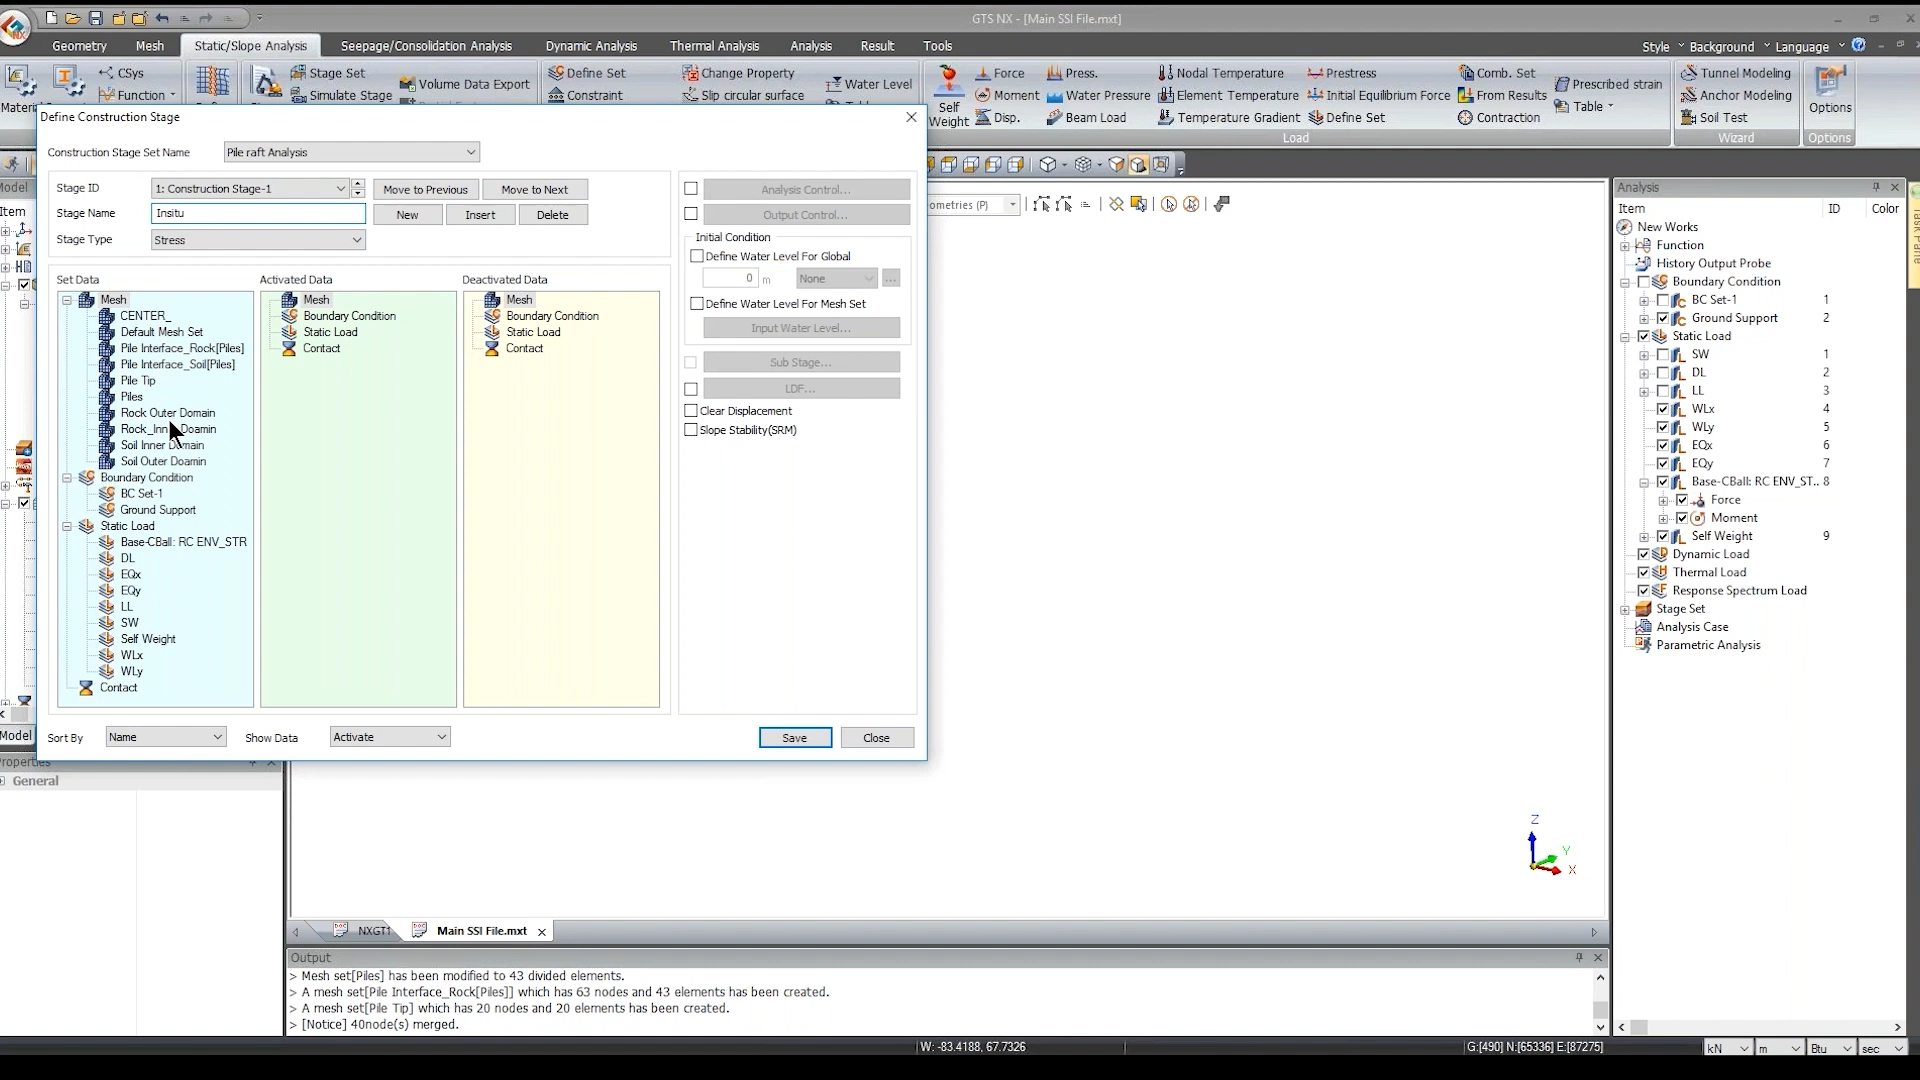 GTS NX - [Main SSI File.mxt]
Geometry Mesh Static/Slope Analysis Seepage/Consolidation Analysis Dynamic Analysis Thermal Analysis Analysis Result Tools
Style Background Language
CSys Stage Set Define Set Change Property Force Press. Nodal Temperature Prestress Comb. Set Tunnel Modeling
Volume Data Export Water Level Prescribed strain
Function Simulate Stage Constraint Slip circular surface Moment Water Pressure Element Temperature Initial Equilibrium Force From Results Anchor Modeling
Self Weight Disp. Beam Load Temperature Gradient Define Set Contraction Table Soil Test Options
Load Wizard Options
Define Construction Stage
Construction Stage Set Name Pile raft Analysis
Stage ID 1: Construction Stage-1 Move to Previous Move to Next
Stage Name Insitu New Insert Delete
Stage Type Stress
Analysis Control...
Output Control...
Initial Condition
Define Water Level For Global
0 m None ...
Define Water Level For Mesh Set
Input Water Level...
Sub Stage...
LDF...
Clear Displacement
Slope Stability(SRM)
Set Data Activated Data Deactivated Data
Mesh
CENTER_
Default Mesh Set
Pile Interface_Rock[Piles]
Pile Interface_Soil[Piles]
Pile Tip
Piles
Rock Outer Domain
Soil Outer Doamin
Boundary Condition
BC Set-1
Ground Support
Static Load
Base-CBall: RC ENV_STR
DL
EQx
EQy
LL
SW
Self Weight
WLx
WLy
Contact
Mesh
Boundary Condition
Static Load
Contact
Mesh
Boundary Condition
Static Load
Contact
Sort By Name Show Data Activate Save Close
Model
Item
Model
Properties
General
ometries (P)
Analysis
Item ID Color
New Works
Function
History Output Probe
Boundary Condition
BC Set-1 1
Ground Support 2
Static Load
SW 1
DL 2
LL 3
WLx 4
WLy 5
EQx 6
EQy 7
Base-CBall: RC ENV_ST.. 8
Force
Moment
Self Weight 9
Dynamic Load
Thermal Load
Response Spectrum Load
Stage Set
Analysis Case
Parametric Analysis
Z
Y
X
NXGT1 Main SSI File.mxt
Output
> Mesh set[Piles] has been modified to 43 divided elements.
> A mesh set[Pile Interface_Rock[Piles]] which has 63 nodes and 43 elements has been created.
> A mesh set[Pile Tip] which has 20 nodes and 20 elements has been created.
> [Notice] 40node(s) merged.
W: -83.4188, 67.7326 G:[490] N:[65336] E:[87275] kN m Btu sec